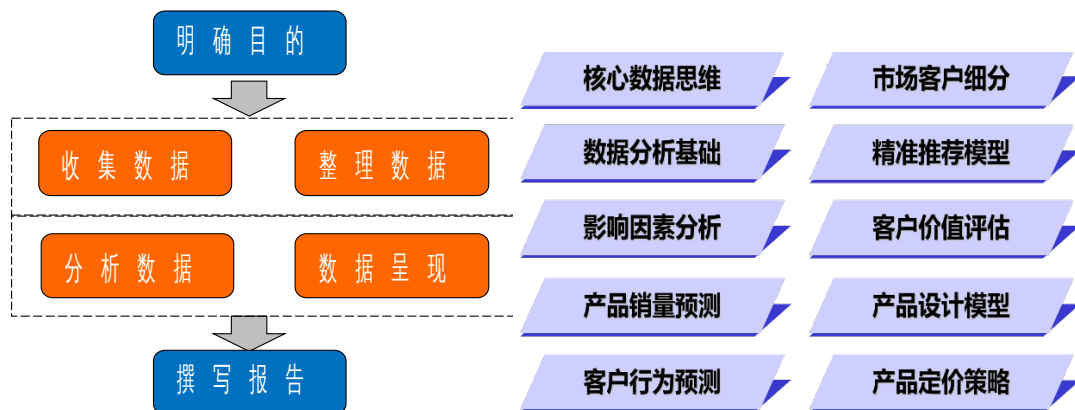 明确目的
收集数据
整理数据
分析数据
数据呈现
撰写报告
核心数据思维
市场客户细分
数据分析基础
精准推荐模型
影响因素分析
客户价值评估
产品销量预测
产品设计模型
客户行为预测
产品定价策略